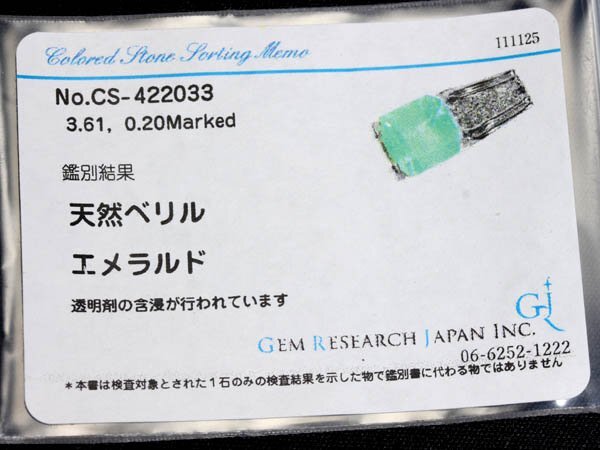 Colored Stone Sorting Memo
111125
No.CS-422033
3.61, 0.20Marked
鑑別結果
天然ベリル
エメラルド
透明剤の含浸が行われています
GJ
GEM RESEARCH JAPAN INC.
06-6252-1222
*本書は検査対象とされた1石のみの検査結果を示した物で鑑別書に代わる物ではありません